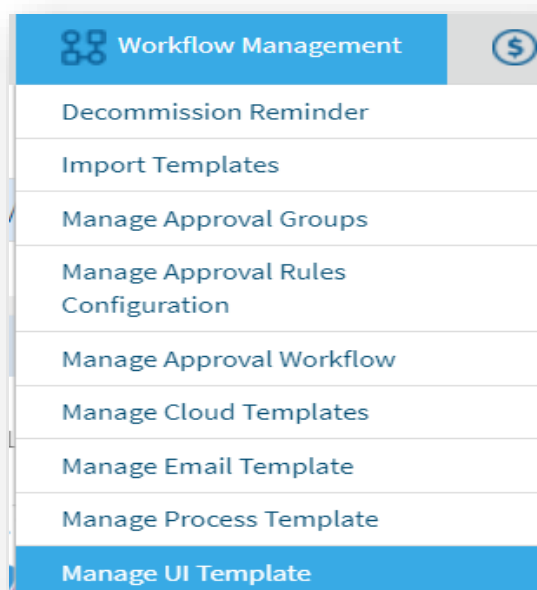 Workflow Management
Decommission Reminder
Import Templates
Manage Approval Groups
Manage Approval Rules
Configuration
Manage Approval Workflow
Manage Cloud Templates
Manage Email Template
Manage Process Template
Manage UI Template